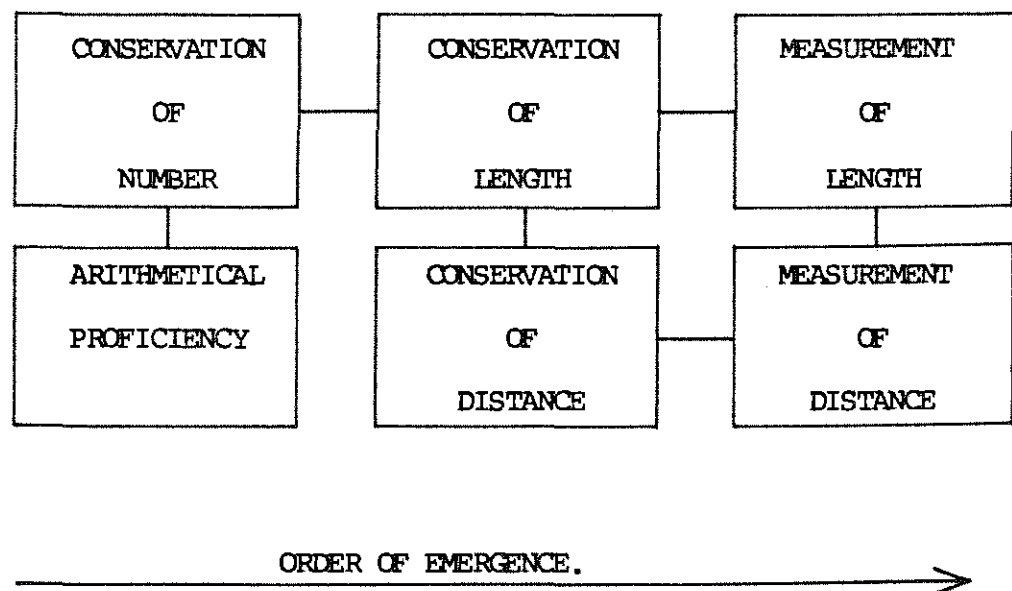 CONSERVATION
OF
NUMBER
CONSERVATION
OF
LENGTH
MEASUREMENT
OF
LENGTH
ARITHMETICAL
PROFICIENCY
CONSERVATION
OF
DISTANCE
MEASUREMENT
OF
DISTANCE
ORDER OF EMERGENCE.